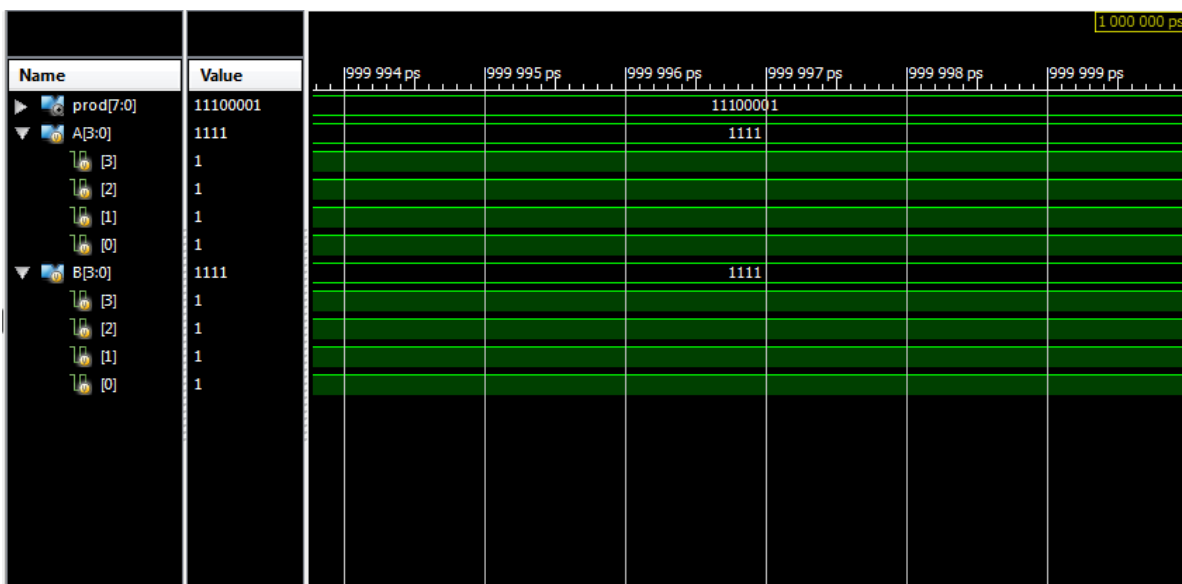 1 000 000 ps
Name Value 999 994 ps 999 995 ps 999 996 ps 999 997 ps 999 998 ps 999 999 ps
prod[7:0] 11100001 11100001
A[3:0] 1111 1111
[3] 1
[2] 1
[1] 1
[0] 1
B[3:0] 1111 1111
[3] 1
[2] 1
[1] 1
[0] 1